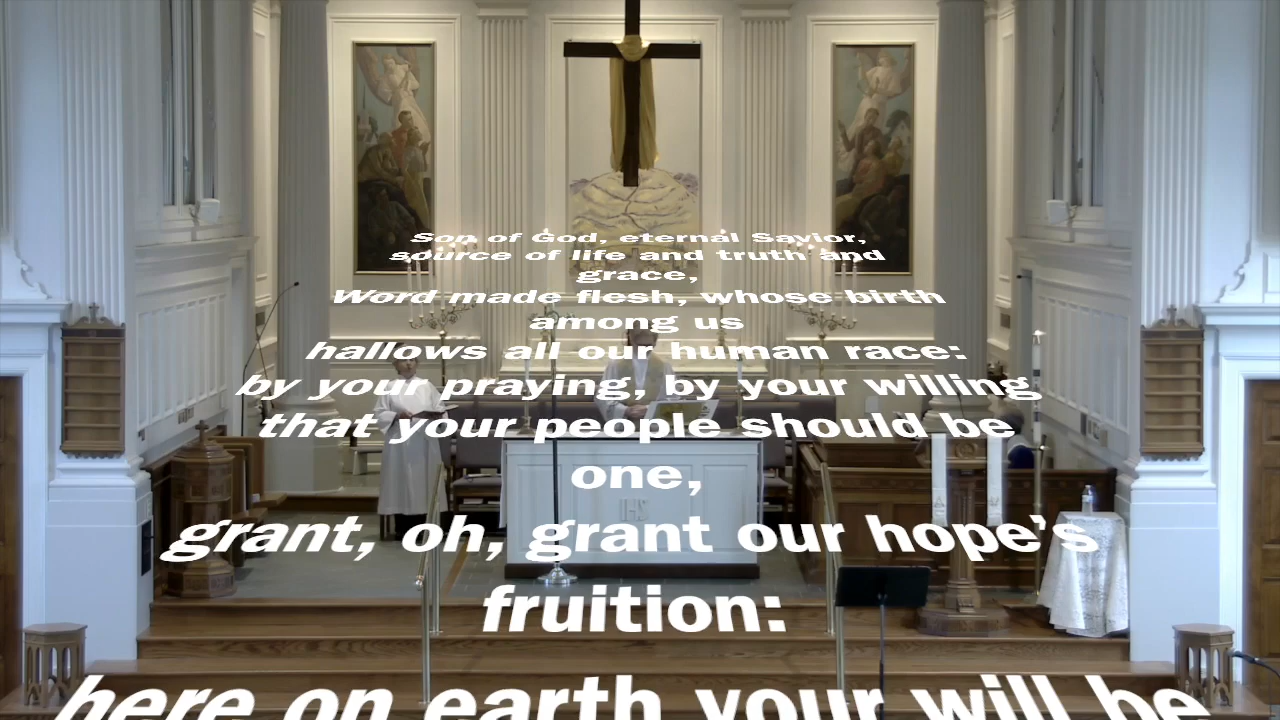 Son of God, eternal Savior,
source of life and truth and
grace,
Word made flesh, whose birth
among us
hallows all our human race:
by your praying, by your willing
that your people should be
one,
grant, oh, grant our hope's
fruition:
here on earth your will be
IHS